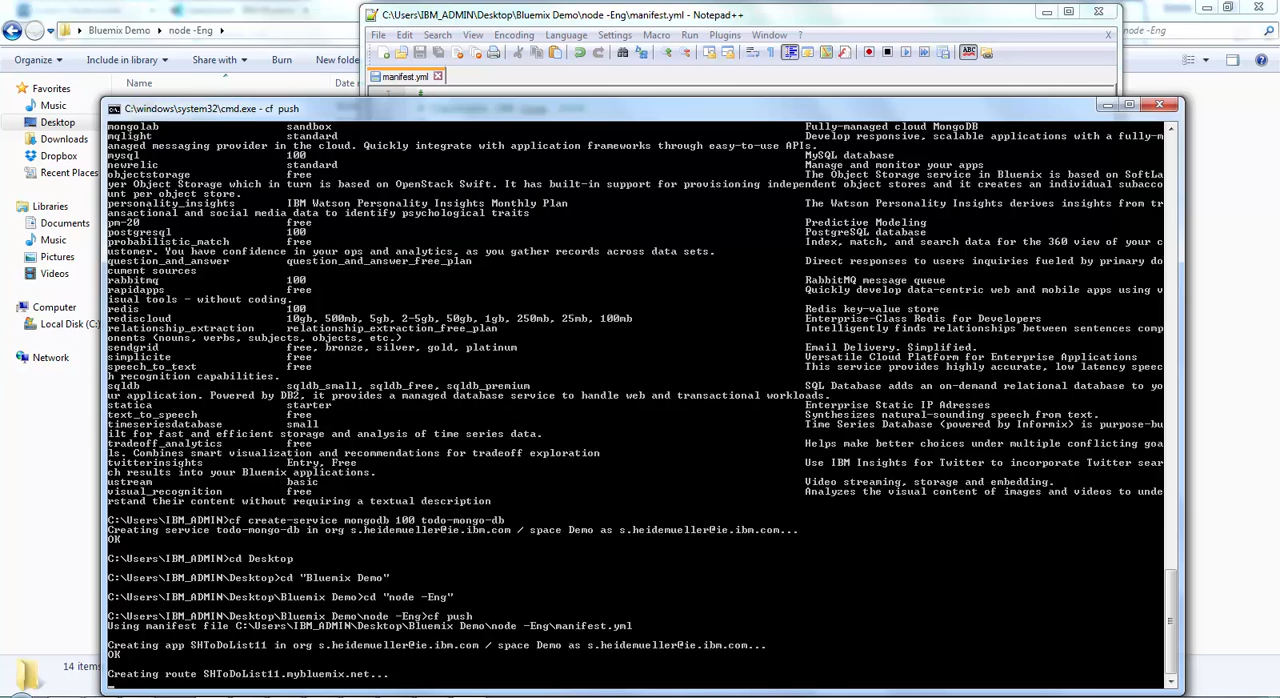 C:\Users\IBM_ADMIN\Desktop\Bluemix Demo\node -Eng\manifest.yml - Notepad++
Bluemix Demo
node -Eng
node -Eng
File Edit Search View Encoding Language Settings Macro Run Plugins Window ?
X
Organize
Include in library
Share with
Burn
New folder
manifest.yml
Name
Date
1
#
Favorites
Music
Desktop
Downloads
Dropbox
Recent Places
Libraries
Documents
Music
Pictures
Videos
Computer
Local Disk (C:
Network
14 items
C:\windows\system32\cmd.exe - cf push
mongolab sandbox Fully-managed cloud MongoDB
mqlight standard Develop responsive, scalable applications with a fully-m
anaged messaging provider in the cloud. Quickly integrate with application frameworks through easy-to-use APIs.
mysql 100 MySQL database
newrelic standard Manage and monitor your apps
objectstorage free The Object Storage service in Bluemix is based on SoftLa
yer Object Storage which in turn is based on OpenStack Swift. It has built-in support for provisioning independent object stores and it creates an individual subacco
unt per object store.
personality_insights IBM Watson Personality Insights Monthly Plan The Watson Personality Insights derives insights from tr
ansactional and social media data to identify psychological traits
pm-20 free Predictive Modeling
postgresql 100 PostgreSQL database
probabilistic_match free Index, match, and search data for the 360 view of your c
ustomer. You have confidence in your ops and analytics, as you gather records across data sets.
question_and_answer question_and_answer_free_plan Direct responses to users inquiries fueled by primary do
cument sources
rabbitmq 100 RabbitMQ message queue
rapidapps free Quickly develop data-centric web and mobile apps using v
isual tools - without coding.
redis 100 Redis key-value store
rediscloud 10gb, 500mb, 5gb, 2-5gb, 50gb, 1gb, 250mb, 25mb, 100mb Enterprise-Class Redis for Developers
relationship_extraction relationship_extraction_free_plan Intelligently finds relationships between sentences comp
onents (nouns, verbs, subjects, objects, etc.)
sendgrid free, bronze, silver, gold, platinum Email Delivery. Simplified.
simplicite free Versatile Cloud Platform for Enterprise Applications
speech_to_text free This service provides highly accurate, low latency speec
h recognition capabilities.
sqldb sqldb_small, sqldb_free, sqldb_premium SQL Database adds an on-demand relational database to yo
ur application. Powered by DB2, it provides a managed database service to handle web and transactional workloads.
statica starter Enterprise Static IP Adresses
text_to_speech free Synthesizes natural-sounding speech from text.
timeseriesdatabase small Time Series Database (powered by Informix) is purpose-bu
ilt for fast and efficient storage and analysis of time series data.
tradeoff_analytics free Helps make better choices under multiple conflicting goa
ls. Combines smart visualization and recommendations for tradeoff exploration
twitterinsights Entry, Free Use IBM Insights for Twitter to incorporate Twitter sear
ch results into your Bluemix applications.
ustream basic Video streaming, storage and embedding.
visual_recognition free Analyzes the visual content of images and videos to unde
rstand their content without requiring a textual description
C:\Users\IBM_ADMIN>cf create-service mongodb 100 todo-mongo-db
Creating service todo-mongo-db in org s.heidemueller@ie.ibm.com / space Demo as s.heidemueller@ie.ibm.com...
OK
C:\Users\IBM_ADMIN>cd Desktop
C:\Users\IBM_ADMIN\Desktop>cd "Bluemix Demo"
C:\Users\IBM_ADMIN\Desktop\Bluemix Demo>cd "node -Eng"
C:\Users\IBM_ADMIN\Desktop\Bluemix Demo\node -Eng>cf push
Using manifest file C:\Users\IBM_ADMIN\Desktop\Bluemix Demo\node -Eng\manifest.yml
Creating app SHToDoList11 in org s.heidemueller@ie.ibm.com / space Demo as s.heidemueller@ie.ibm.com...
OK
Creating route SHToDoList11.mybluemix.net...